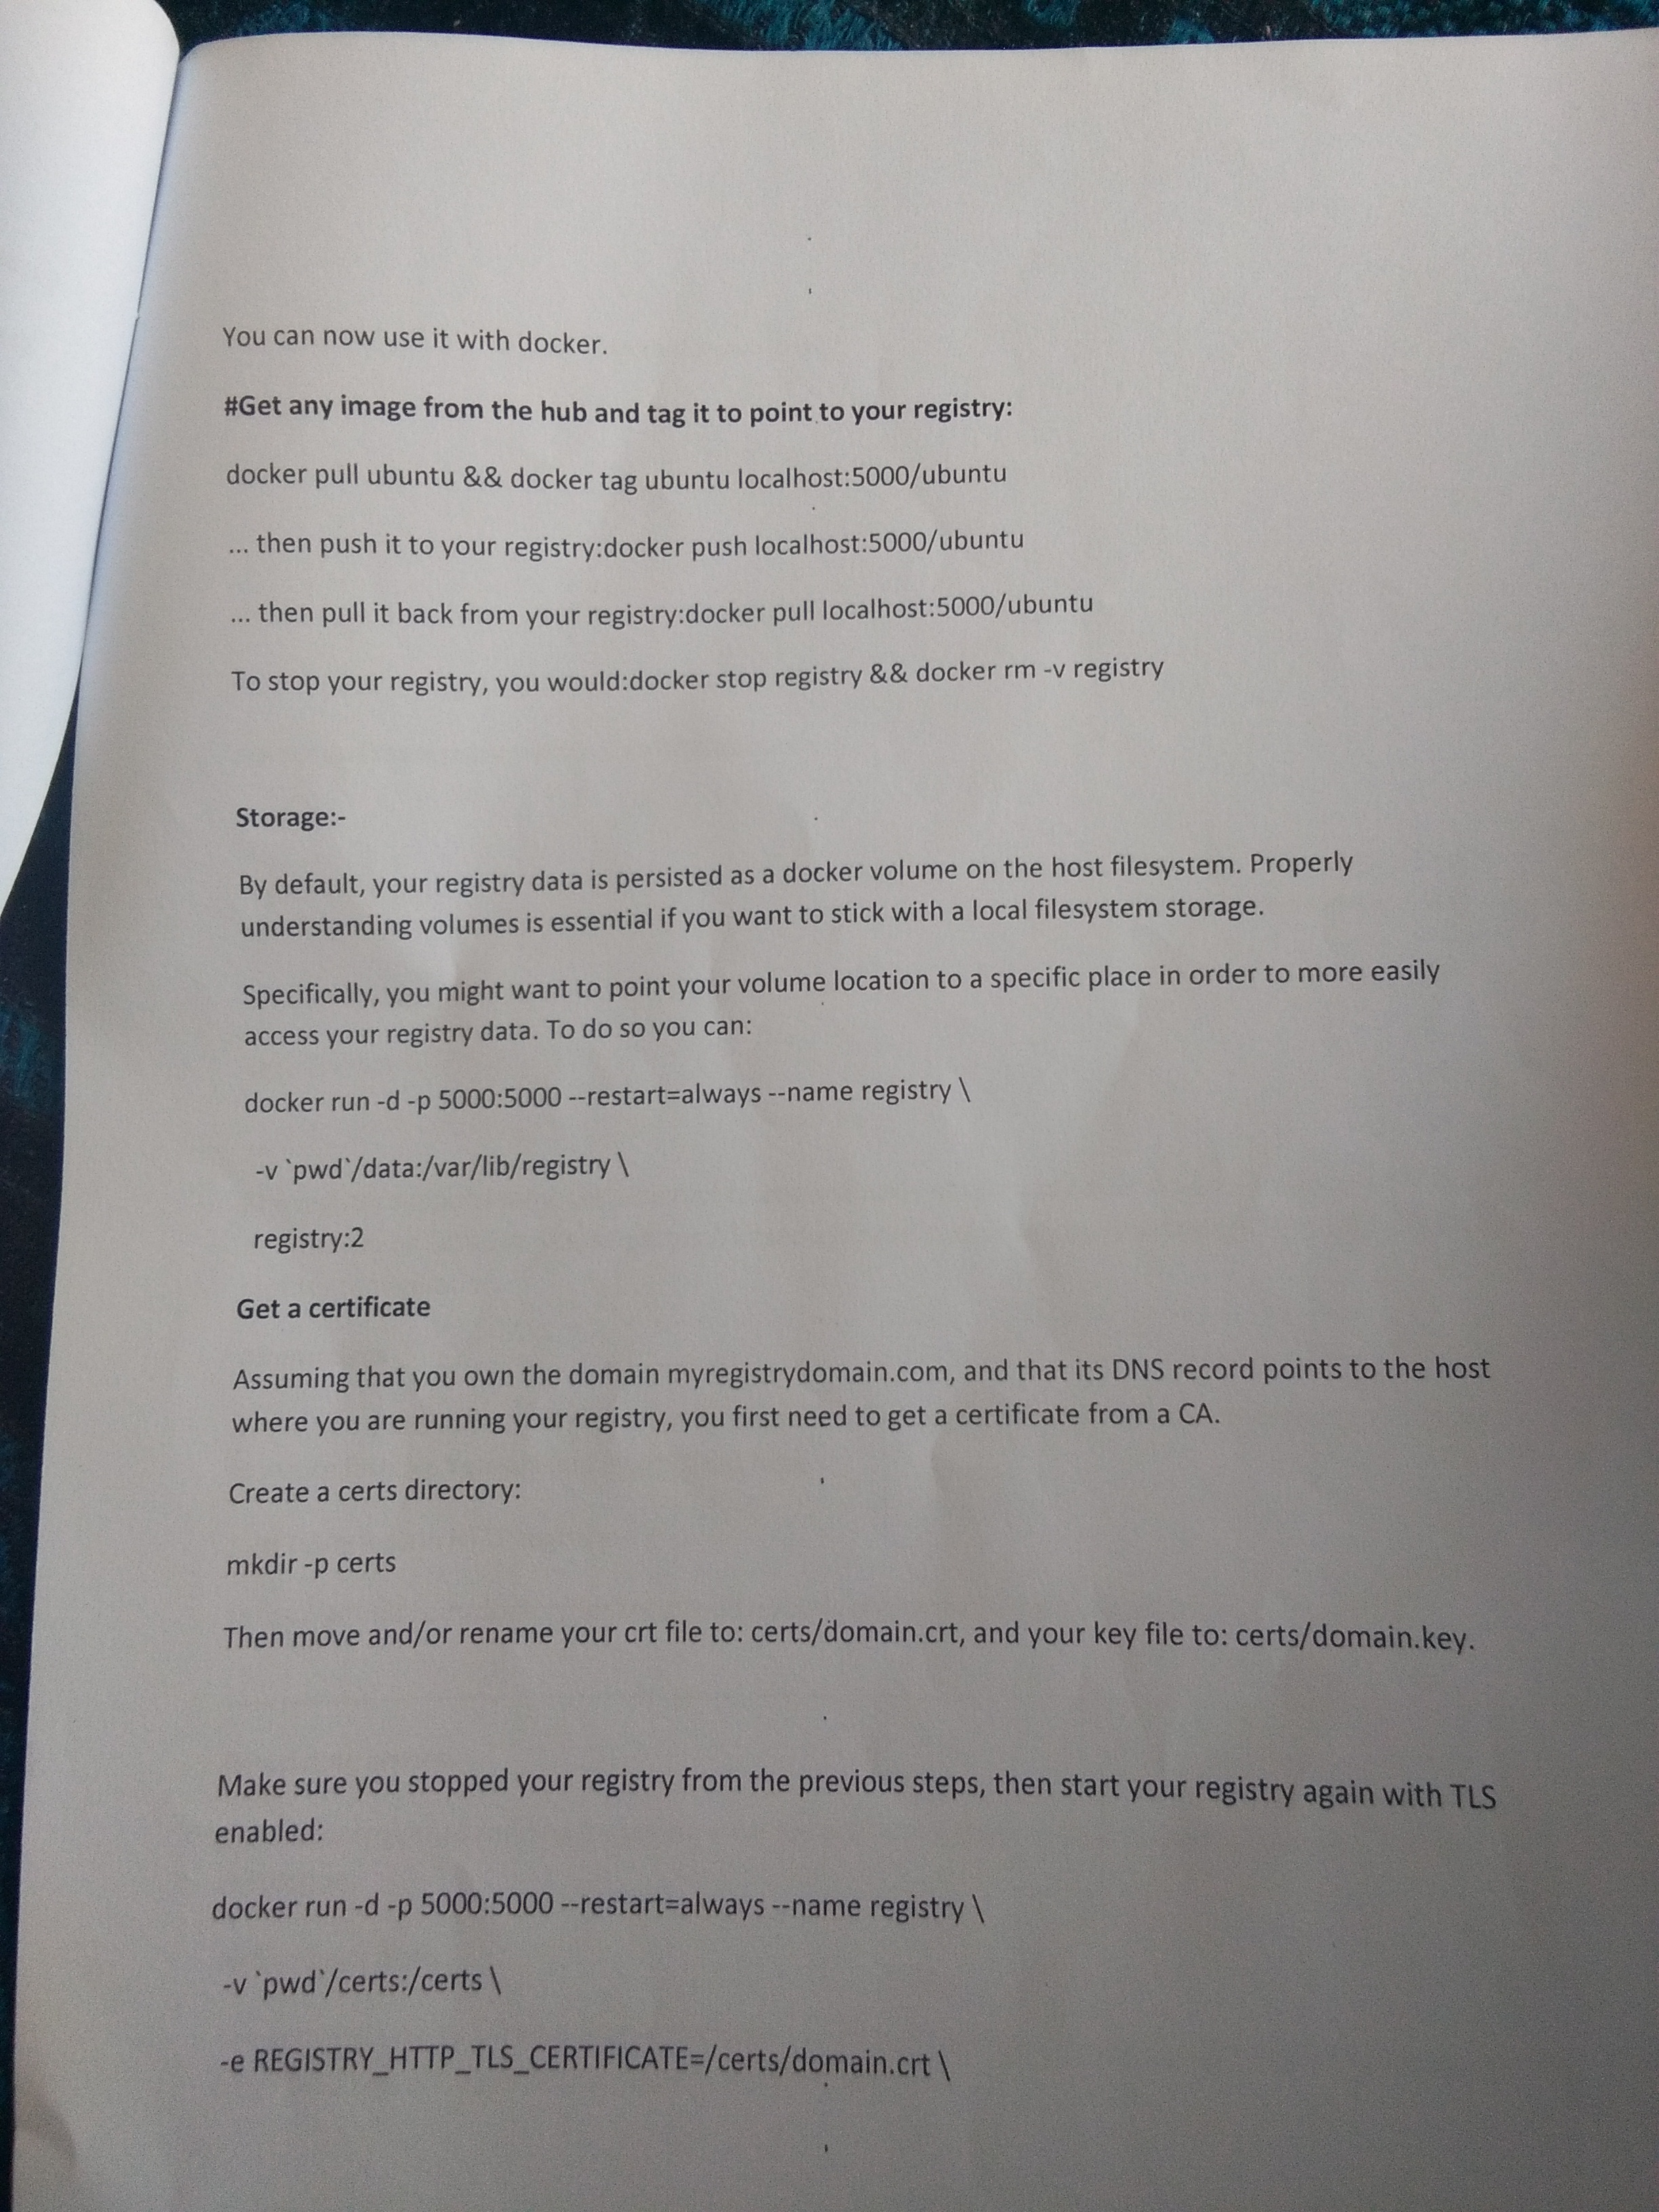 You can now use it with docker.
#Get any image from the hub and tag it to point to your registry:
docker pull ubuntu && docker tag ubuntu localhost:5000/ubuntu
... then push it to your registry:docker push localhost:5000/ubuntu
... then pull it back from your registry:docker pull localhost:5000/ubuntu
To stop your registry, you would:docker stop registry && docker rm -v registry
Storage:-
By default, your registry data is persisted as a docker volume on the host filesystem. Properly
understanding volumes is essential if you want to stick with a local filesystem storage.
Specifically, you might want to point your volume location to a specific place in order to more easily
access your registry data. To do so you can:
docker run -d -p 5000:5000 --restart=always --name registry \
-v `pwd`/data:/var/lib/registry \
registry:2
Get a certificate
Assuming that you own the domain myregistrydomain.com, and that its DNS record points to the host
where you are running your registry, you first need to get a certificate from a CA.
Create a certs directory:
mkdir -p certs
Then move and/or rename your crt file to: certs/domain.crt, and your key file to: certs/domain.key.
Make sure you stopped your registry from the previous steps, then start your registry again with TLS
enabled:
docker run -d -p 5000:5000 --restart=always --name registry \
-v `pwd`/certs:/certs \
-e REGISTRY_HTTP_TLS_CERTIFICATE=/certs/domain.crt \